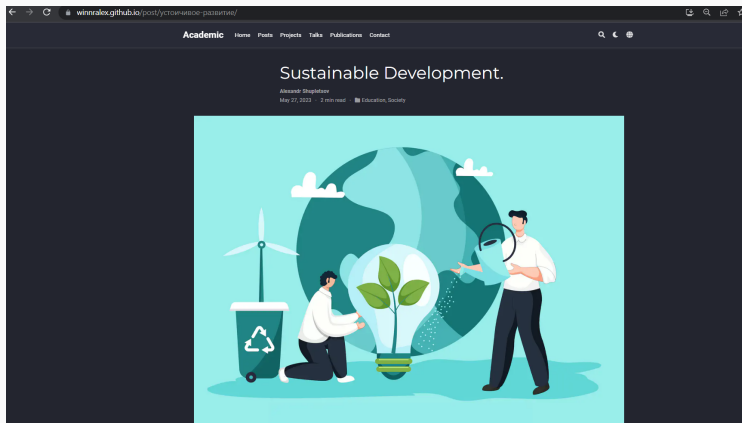 winnralex.github.io/post/устойчивое-развитие/
Academic Home Posts Projects Talks Publications Contact
Sustainable Development.
Alexandr Shupletsov
May 27, 2023 · 2 min read · Education, Society